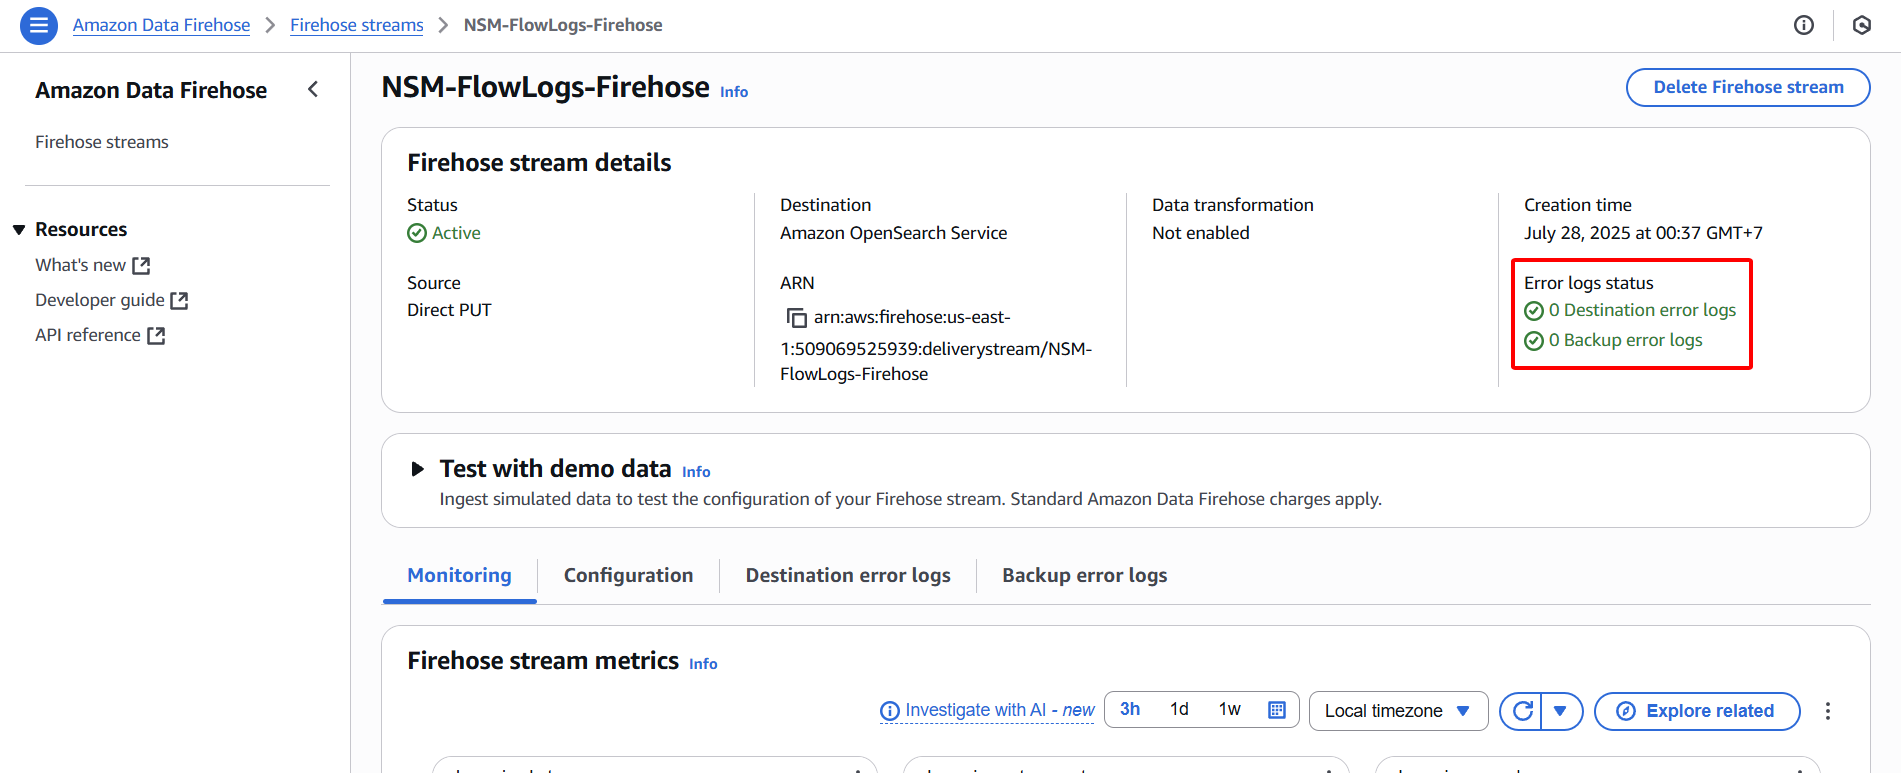 Amazon Data Firehose > Firehose streams > NSM-FlowLogs-Firehose
Amazon Data Firehose
Firehose streams
Resources
What's new
Developer guide
API reference
NSM-FlowLogs-Firehose Info
Delete Firehose stream
Firehose stream details
Status
Active
Source
Direct PUT
Destination
Amazon OpenSearch Service
ARN
arn:aws:firehose:us-east-
1:509069525939:deliverystream/NSM-
FlowLogs-Firehose
Data transformation
Not enabled
Creation time
July 28, 2025 at 00:37 GMT+7
Error logs status
0 Destination error logs
0 Backup error logs
Test with demo data Info
Ingest simulated data to test the configuration of your Firehose stream. Standard Amazon Data Firehose charges apply.
Monitoring Configuration Destination error logs Backup error logs
Firehose stream metrics Info
Investigate with AI - new 3h 1d 1w Local timezone Explore related